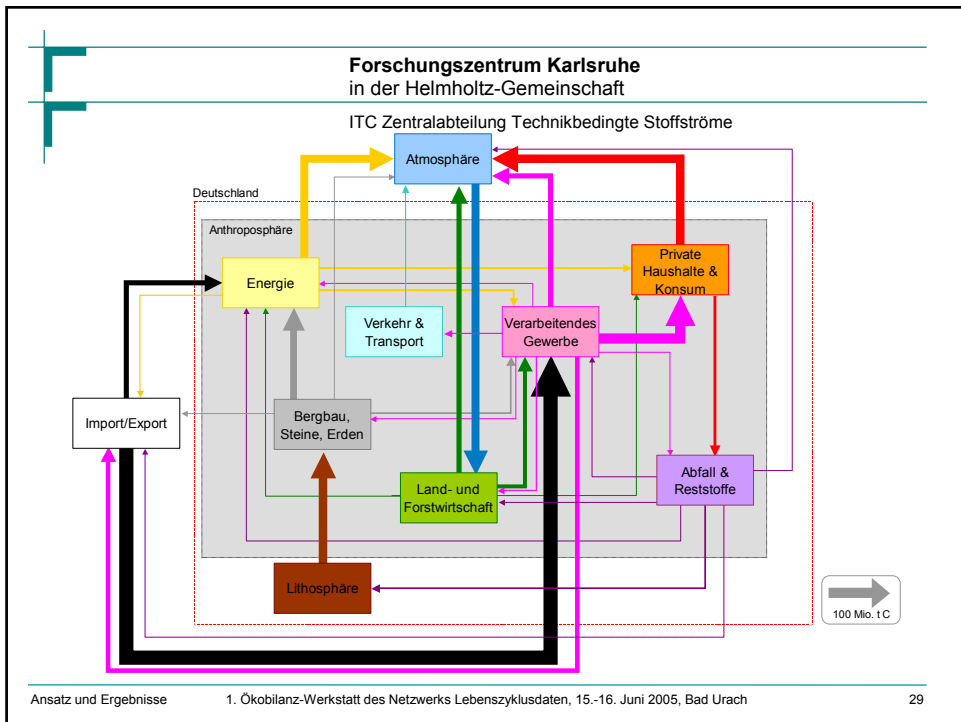 Forschungszentrum Karlsruhe
in der Helmholtz-Gemeinschaft
ITC Zentralabteilung Technikbedingte Stoffströme
Atmosphäre
Deutschland
Anthroposphäre
Energie
Private
Haushalte &
Konsum
Verkehr &
Transport
Verarbeitendes
Gewerbe
Import/Export
Bergbau,
Steine, Erden
Land- und
Forstwirtschaft
Abfall &
Reststoffe
Lithosphäre
100 Mio. t C
Ansatz und Ergebnisse 1. Ökobilanz-Werkstatt des Netzwerks Lebenszyklusdaten, 15.-16. Juni 2005, Bad Urach 29